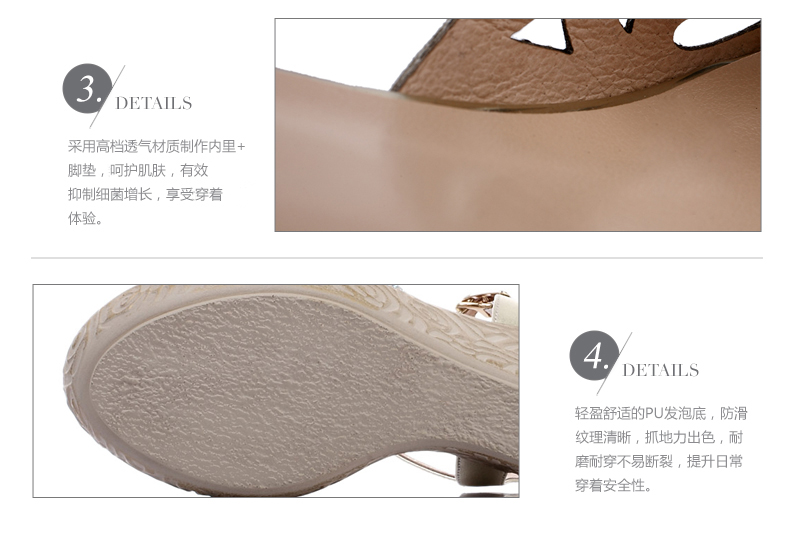 3.
DETAILS
采用高档透气材质制作内里+
脚垫，呵护肌肤，有效
抑制细菌增长，享受穿着
体验。
4.
DETAILS
轻盈舒适的PU发泡底，防滑
纹理清晰，抓地力出色，耐
磨耐穿不易断裂，提升日常
穿着安全性。